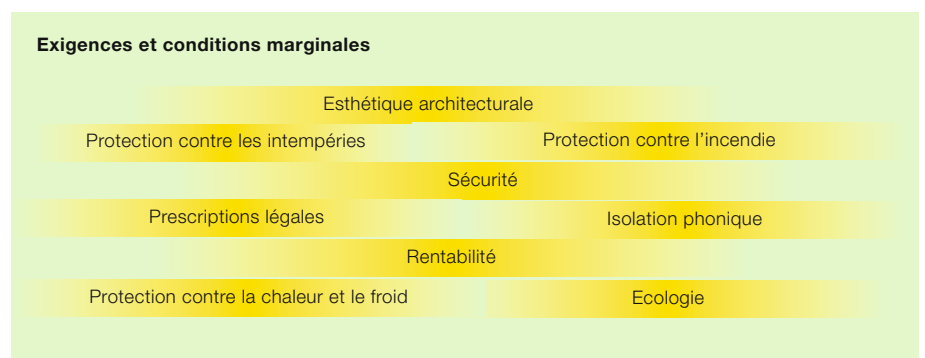 Exigences et conditions marginales
Esthétique architecturale
Protection contre les intempéries
Protection contre l'incendie
Sécurité
Prescriptions légales
Isolation phonique
Rentabilité
Protection contre la chaleur et le froid
Ecologie